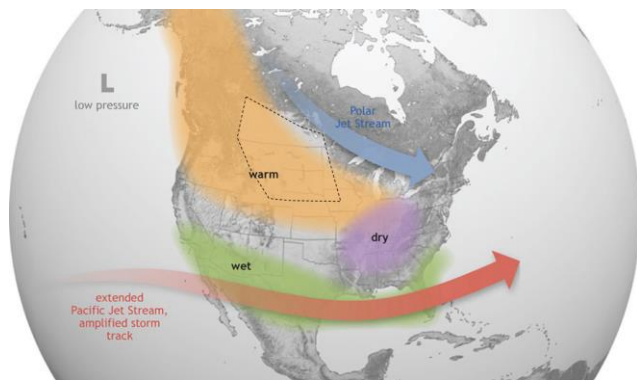 L
low pressure
Polar
Jet Stream
warm
dry
wet
extended
Pacific Jet Stream,
amplified storm
track